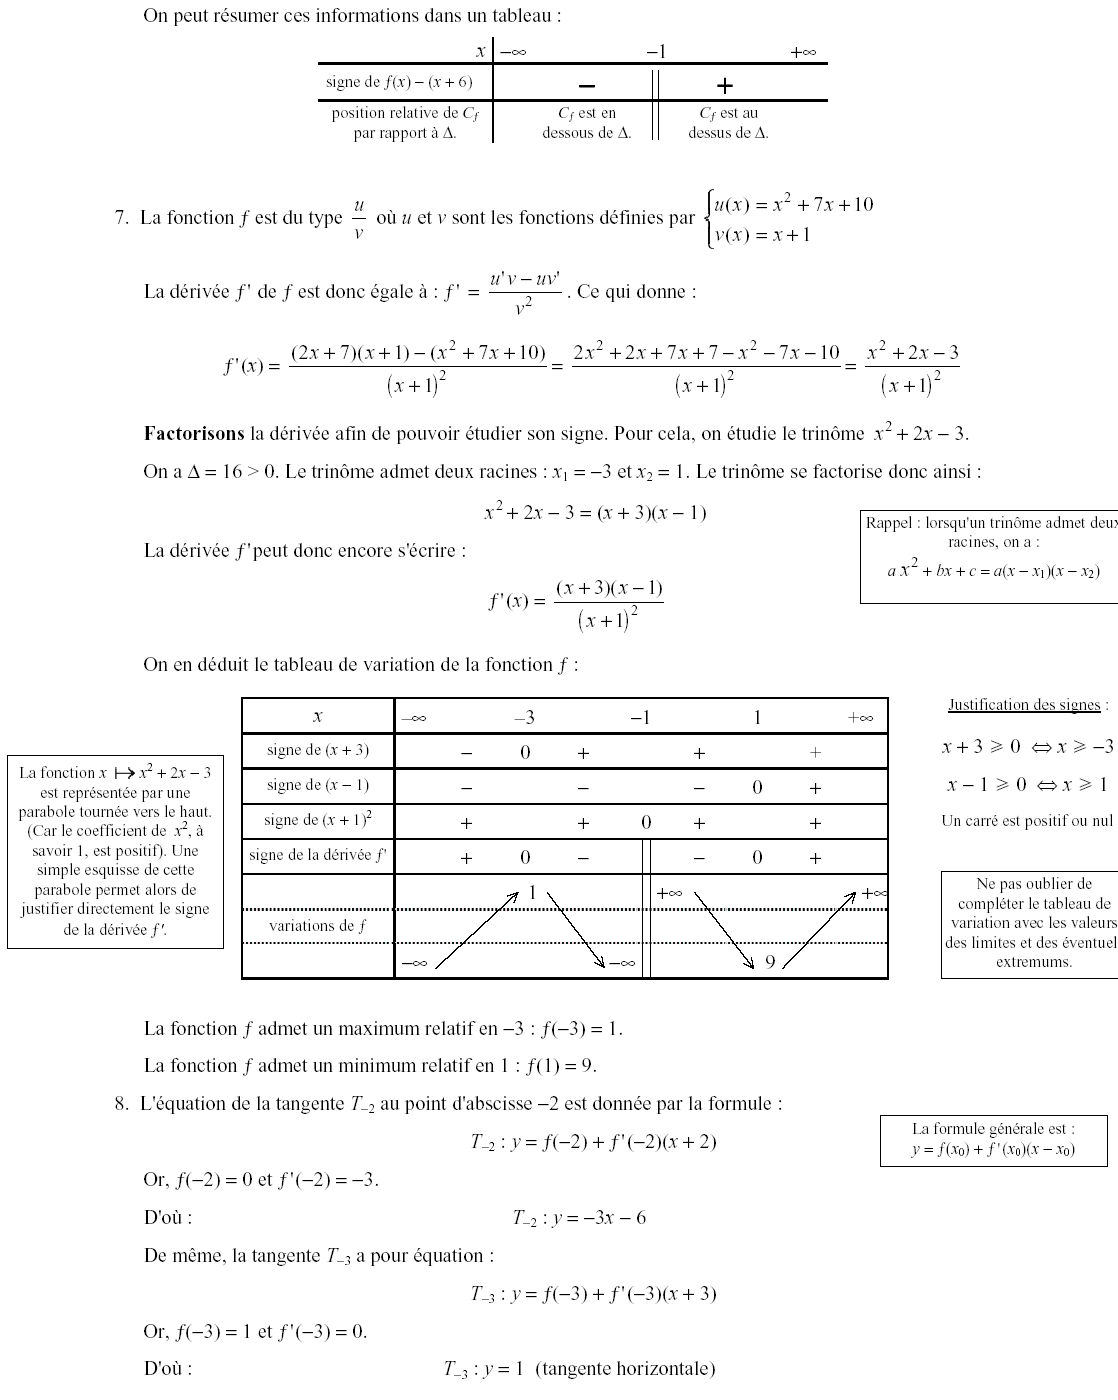 On peut résumer ces informations dans un tableau :
x −∞ −1 +∞
signe de f(x) − (x + 6) − +
position relative de C_f par rapport à Δ. C_f est en dessous de Δ. C_f est au dessus de Δ.
7. La fonction f est du type u/v où u et v sont les fonctions définies par { u(x) = x² + 7x + 10
v(x) = x + 1
La dérivée f' de f est donc égale à : f' = (u'v − uv')/v². Ce qui donne :
f'(x) = ((2x + 7)(x + 1) − (x² + 7x + 10))/(x + 1)² = (2x² + 2x + 7x + 7 − x² − 7x − 10)/(x + 1)² = (x² + 2x − 3)/(x + 1)²
Factorisons la dérivée afin de pouvoir étudier son signe. Pour cela, on étudie le trinôme x² + 2x − 3.
On a Δ = 16 > 0. Le trinôme admet deux racines : x₁ = −3 et x₂ = 1. Le trinôme se factorise donc ainsi :
x² + 2x − 3 = (x + 3)(x − 1)
Rappel : lorsqu'un trinôme admet deux
racines, on a :
a x² + bx + c = a(x − x₁)(x − x₂)
La dérivée f' peut donc encore s'écrire :
f'(x) = ((x + 3)(x − 1))/(x + 1)²
On en déduit le tableau de variation de la fonction f :
x −∞ −3 −1 1 +∞
signe de (x + 3) − 0 + + +
signe de (x − 1) − − − 0 +
signe de (x + 1)² + + 0 + +
signe de la dérivée f' + 0 − − 0 +
1 +∞ +∞
variations de f
−∞ −∞ 9
Justification des signes :
x + 3 ⩾ 0 ⇔ x ⩾ −3
x − 1 ⩾ 0 ⇔ x ⩾ 1
Un carré est positif ou nul
La fonction x ↦ x² + 2x − 3
est représentée par une
parabole tournée vers le haut.
(Car le coefficient de x², à
savoir 1, est positif). Une
simple esquisse de cette
parabole permet alors de
justifier directement le signe
de la dérivée f'.
Ne pas oublier de
compléter le tableau de
variation avec les valeurs
des limites et des éventuel
extremums.
La fonction f admet un maximum relatif en −3 : f(−3) = 1.
La fonction f admet un minimum relatif en 1 : f(1) = 9.
8. L'équation de la tangente T₋₂ au point d'abscisse −2 est donnée par la formule :
T₋₂ : y = f(−2) + f'(−2)(x + 2)
La formule générale est :
y = f(x₀) + f'(x₀)(x − x₀)
Or, f(−2) = 0 et f'(−2) = −3.
D'où : T₋₂ : y = −3x − 6
De même, la tangente T₋₃ a pour équation :
T₋₃ : y = f(−3) + f'(−3)(x + 3)
Or, f(−3) = 1 et f'(−3) = 0.
D'où : T₋₃ : y = 1 (tangente horizontale)